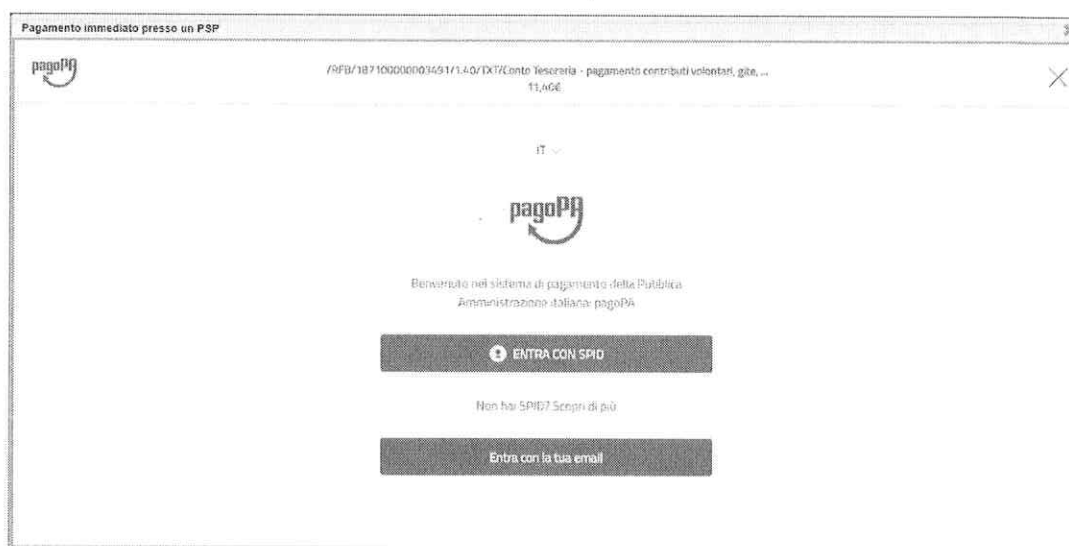 Pagamento immediato presso un PSP
pagoPA
/RFB/187100000003491/1.40/TXT/Conto Tesoreria - pagamento contributi volontari, gite, ...
11,40€
IT
pagoPA
Benvenuto nel sistema di pagamento della Pubblica
Amministrazione italiana: pagoPA
ENTRA CON SPID
Non hai SPID? Scopri di più
Entra con la tua email